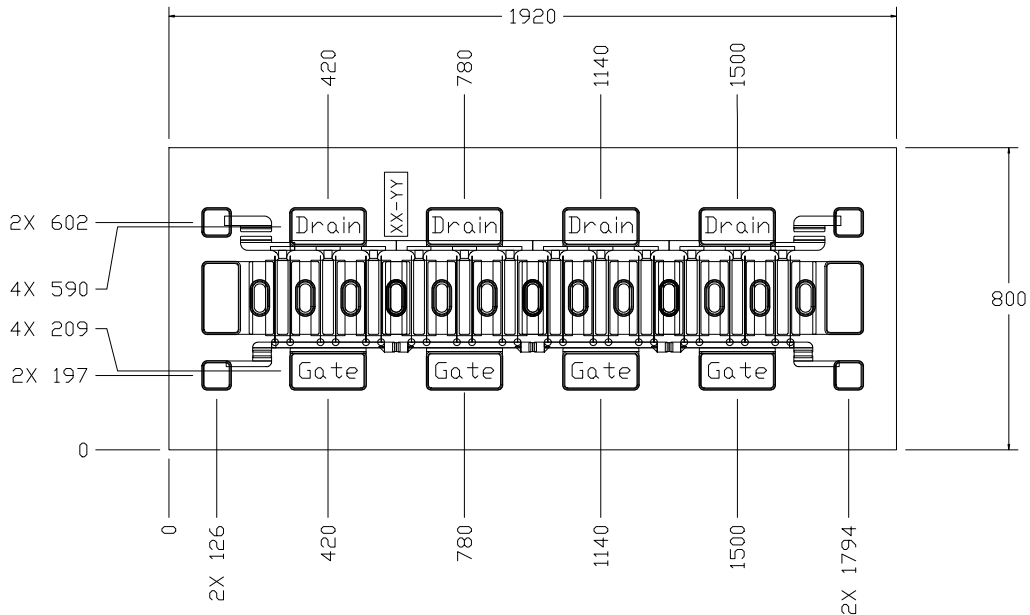 1920
420
780
1140
1500
XX-YY
2X 602
Drain
Drain
Drain
Drain
4X 590
800
4X 209
2X 197
Gate
Gate
Gate
Gate
0
0
2X 126
420
780
1140
1500
2X 1794